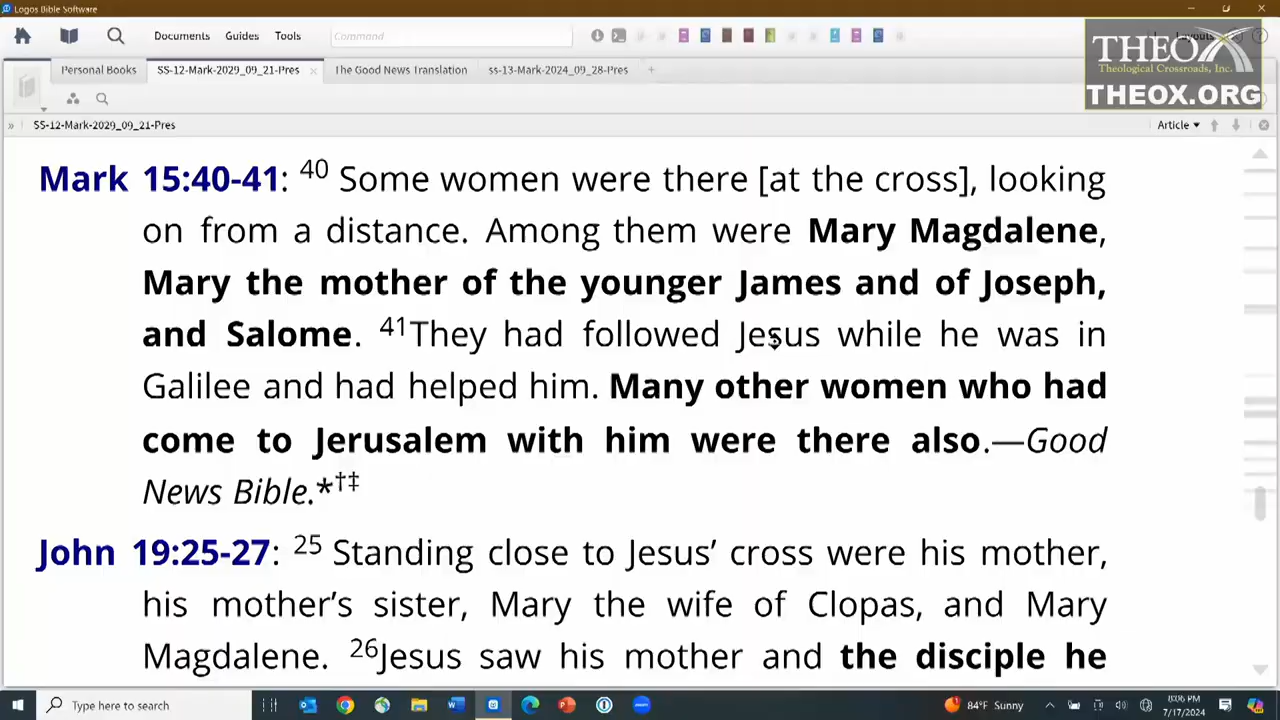 Logos Bible Software
Documents Guides Tools Command
THEOX
Theological Crossroads, Inc.
THEOX.ORG
Personal Books SS-12-Mark-2029_09_21-Pres The Good News ss-12-Mark-2024_09_28-Pres
SS-12-Mark-2029_09_21-Pres Article
Mark 15:40-41: 40 Some women were there [at the cross], looking
on from a distance. Among them were Mary Magdalene,
Mary the mother of the younger James and of Joseph,
and Salome. 41They had followed Jesus while he was in
Galilee and had helped him. Many other women who had
come to Jerusalem with him were there also.—Good
News Bible.*†‡
John 19:25-27: 25 Standing close to Jesus’ cross were his mother,
his mother’s sister, Mary the wife of Clopas, and Mary
Magdalene. 26Jesus saw his mother and the disciple he
Type here to search 84°F Sunny 8:06 PM
7/17/2024